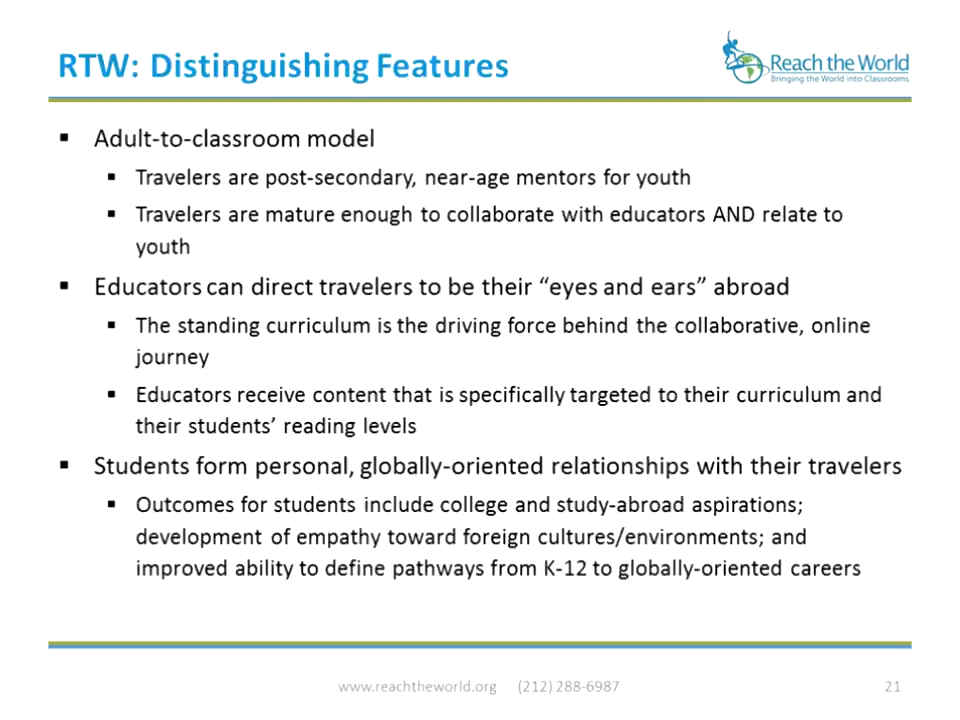 RTW: Distinguishing Features
Reach the World
Bringing the World into Classrooms
▪ Adult-to-classroom model
▪ Travelers are post-secondary, near-age mentors for youth
▪ Travelers are mature enough to collaborate with educators AND relate to
youth
▪ Educators can direct travelers to be their “eyes and ears” abroad
▪ The standing curriculum is the driving force behind the collaborative, online
journey
▪ Educators receive content that is specifically targeted to their curriculum and
their students’ reading levels
▪ Students form personal, globally-oriented relationships with their travelers
▪ Outcomes for students include college and study-abroad aspirations;
development of empathy toward foreign cultures/environments; and
improved ability to define pathways from K-12 to globally-oriented careers
www.reachtheworld.org (212) 288-6987 21